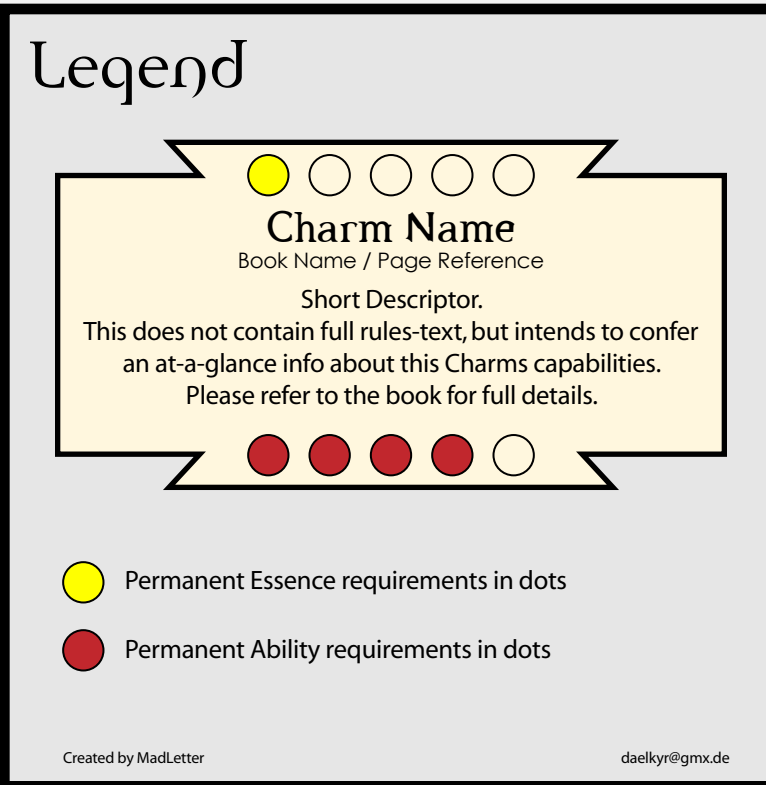 Legend
Charm Name
Book Name / Page Reference
Short Descriptor.
This does not contain full rules-text, but intends to confer
an at-a-glance info about this Charms capabilities.
Please refer to the book for full details.
Permanent Essence requirements in dots
Permanent Ability requirements in dots
Created by MadLetter
daelkyr@gmx.de